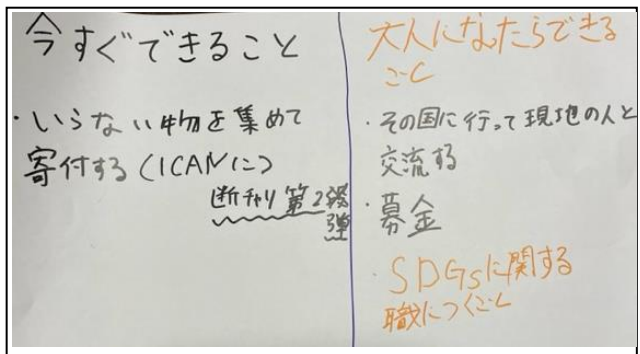 今すぐできること
・いらない物を集めて
寄付する(ICANに)
断チャリ第2弾
大人になったらできる
こと
・その国に行って現地の人と
交流する
・募金
・SDGsに関する
職につくこと